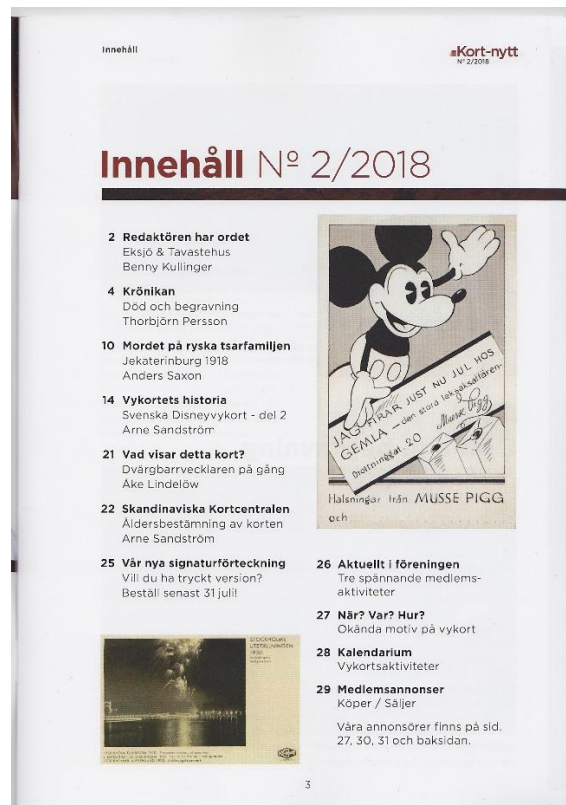 Innehåll
Kort-nytt
Nº 2/2018
Innehåll Nº 2/2018
2 Redaktören har ordet
Eksjö & Tavastehus
Benny Kullinger
4 Krönikan
Död och begravning
Thorbjörn Persson
10 Mordet på ryska tsarfamiljen
Jekaterinburg 1918
Anders Saxon
14 Vykortets historia
Svenska Disneyvykort - del 2
Arne Sandström
21 Vad visar detta kort?
Dvärgbarrvecklaren på gång
Åke Lindelöw
22 Skandinaviska Kortcentralen
Åldersbestämning av korten
Arne Sandström
25 Vår nya signaturförteckning
Vill du ha tryckt version?
Beställ senast 31 juli!
JAG FIRAR JUST NU JUL HOS
GEMLA - den stora leksaksaffären-
Drottninggat. 20
Musse Pigg
Hälsningar från MUSSE PIGG
och
26 Aktuellt i föreningen
Tre spännande medlems-
aktiviteter
27 När? Var? Hur?
Okända motiv på vykort
28 Kalendarium
Vykortsaktiviteter
29 Medlemsannonser
Köper / Säljer
Våra annonsörer finns på sid.
27, 30, 31 och baksidan.
STOCKHOLMS
UTSTÄLLNINGEN
1930
3